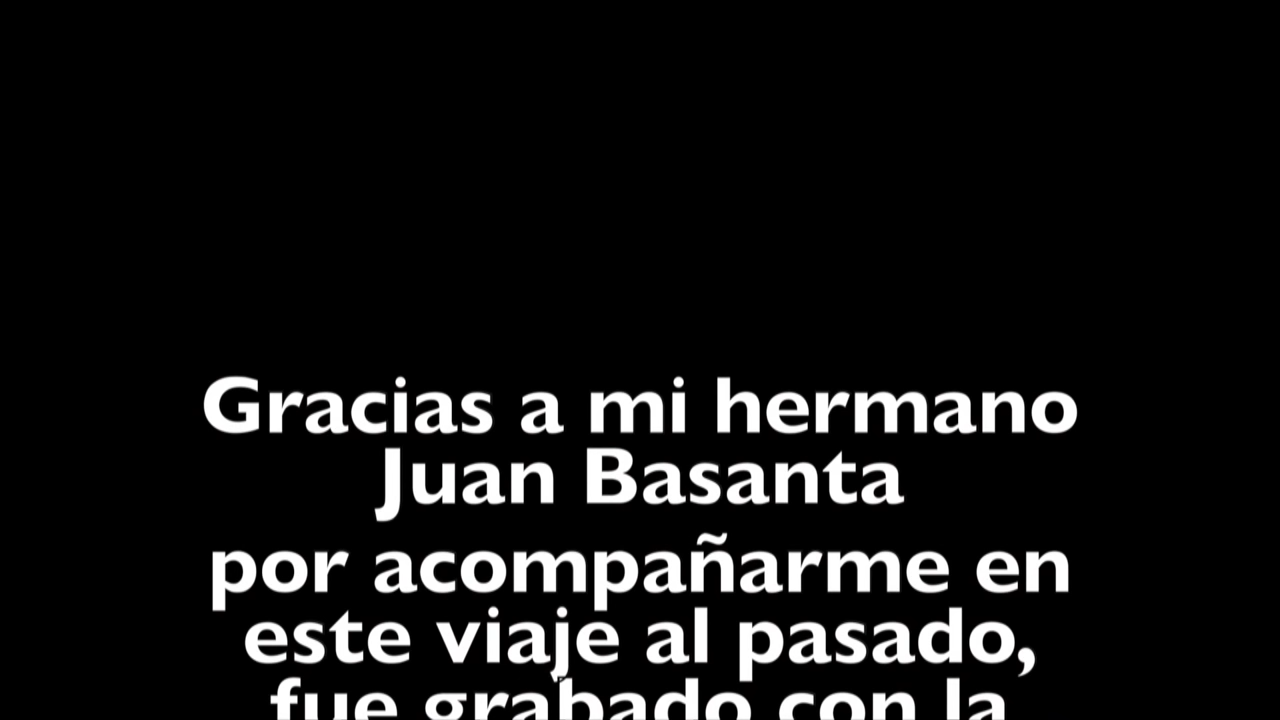 Gracias a mi hermano
Juan Basanta
por acompañarme en
este viaje al pasado,
fue grabado con la